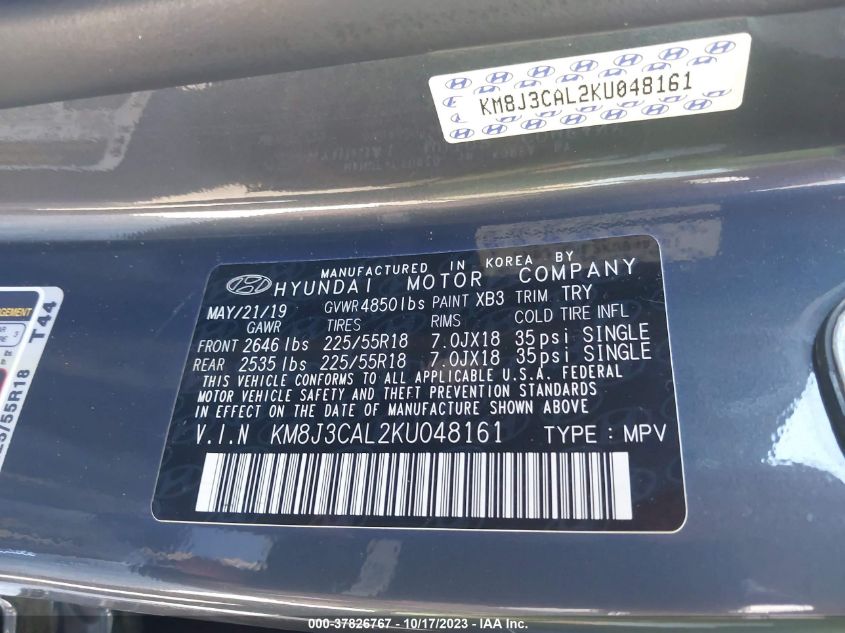 KM8J3CAL2KU048161
MANUFACTURED IN KOREA BY
HYUNDAI MOTOR COMPANY
MAY/21/19 GVWR 4850lbs PAINT XB3 TRIM TRY
GAWR TIRES RIMS COLD TIRE INFL
FRONT 2646 lbs 225/55R18 7.0JX18 35psi SINGLE
REAR 2535 lbs 225/55R18 7.0JX18 35psi SINGLE
THIS VEHICLE CONFORMS TO ALL APPLICABLE U.S.A. FEDERAL
MOTOR VEHICLE SAFETY AND THEFT PREVENTION STANDARDS
IN EFFECT ON THE DATE OF MANUFACTURE SHOWN ABOVE
V.I.N KM8J3CAL2KU048161 TYPE : MPV
T44
000-37826767 - 10/17/2023 - IAA Inc.